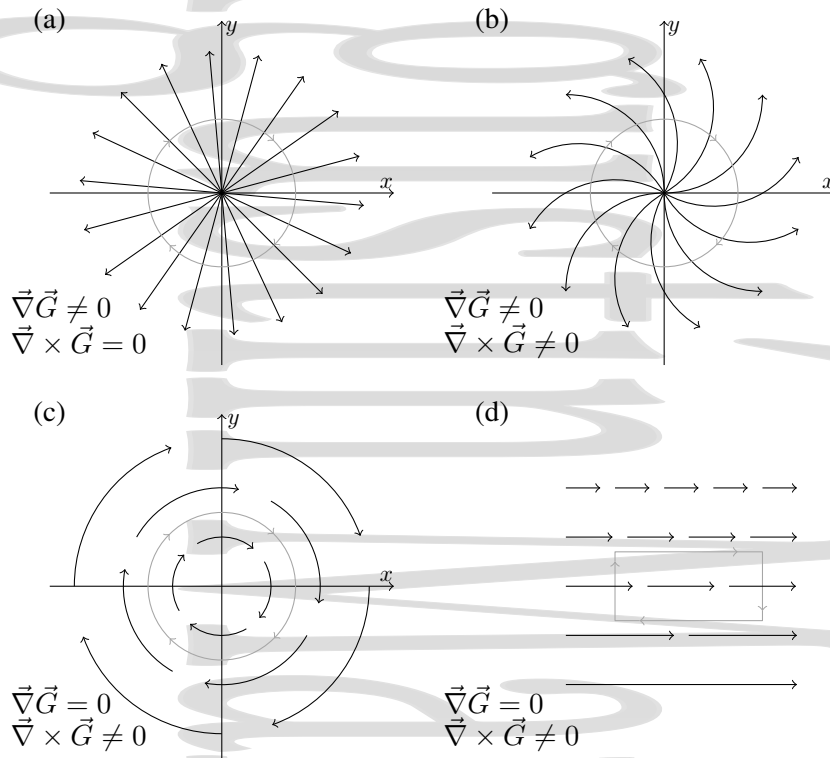 (a)
y
x
∇⃗G⃗ ≠ 0
∇⃗ × G⃗ = 0
(b)
x
∇⃗G⃗ ≠ 0
∇⃗ × G⃗ ≠ 0
(c)
y
x
∇⃗G⃗ = 0
∇⃗ × G⃗ ≠ 0
(d)
∇⃗G⃗ = 0
∇⃗ × G⃗ ≠ 0